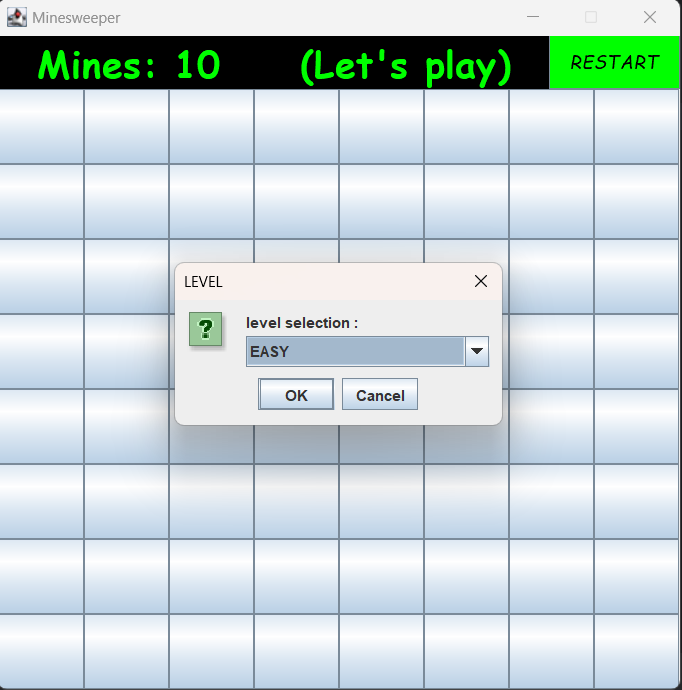 Minesweeper
Mines: 10 (Let's play) RESTART
LEVEL
level selection :
EASY
OK Cancel